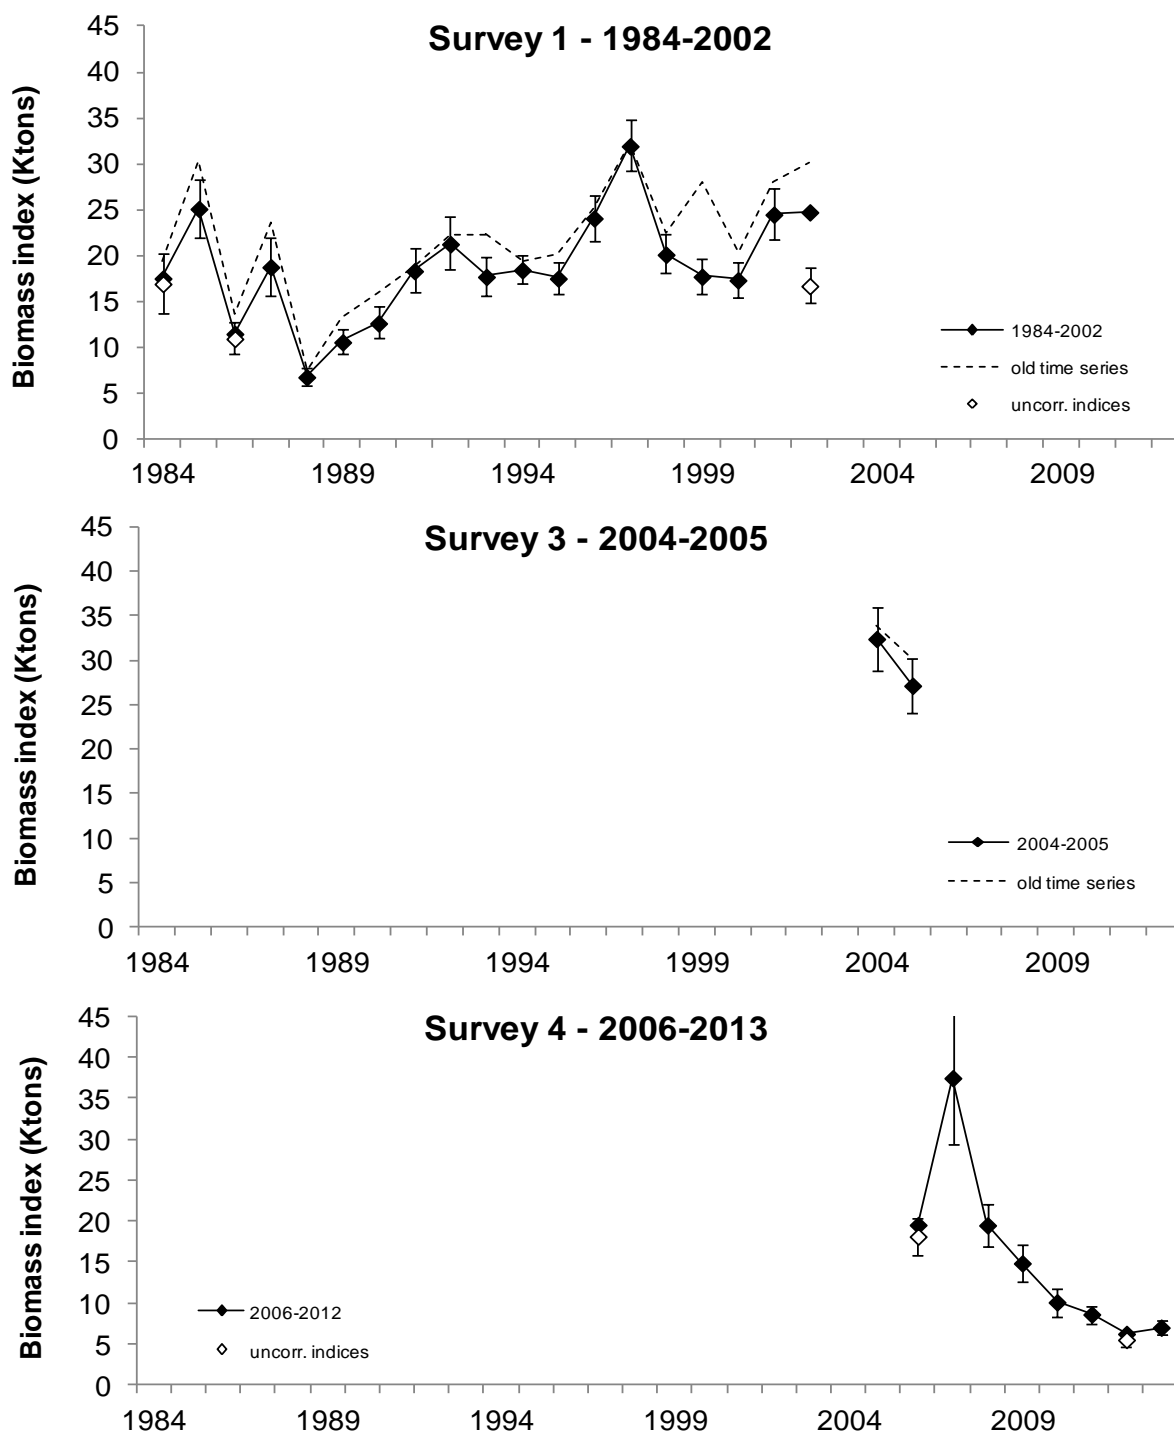 Survey 1 - 1984-2002
Biomass index (Ktons)
45
40
35
30
25
20
15
10
5
0
1984 1989 1994 1999 2004 2009
1984-2002
old time series
uncorr. indices
Survey 3 - 2004-2005
Biomass index (Ktons)
45
40
35
30
25
20
15
10
5
0
1984 1989 1994 1999 2004 2009
2004-2005
old time series
Survey 4 - 2006-2013
Biomass index (Ktons)
45
40
35
30
25
20
15
10
5
0
1984 1989 1994 1999 2004 2009
2006-2012
uncorr. indices